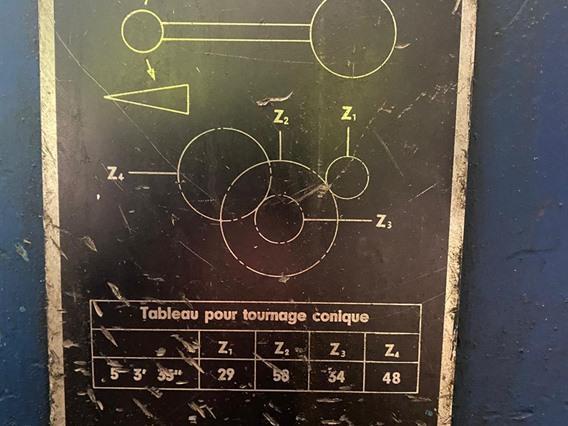 Z₂ Z₁
Z₄
Z₃
Tableau pour tournage conique
Z₁ Z₂ Z₃ Z₄
5° 3' 35" 29 58 34 48